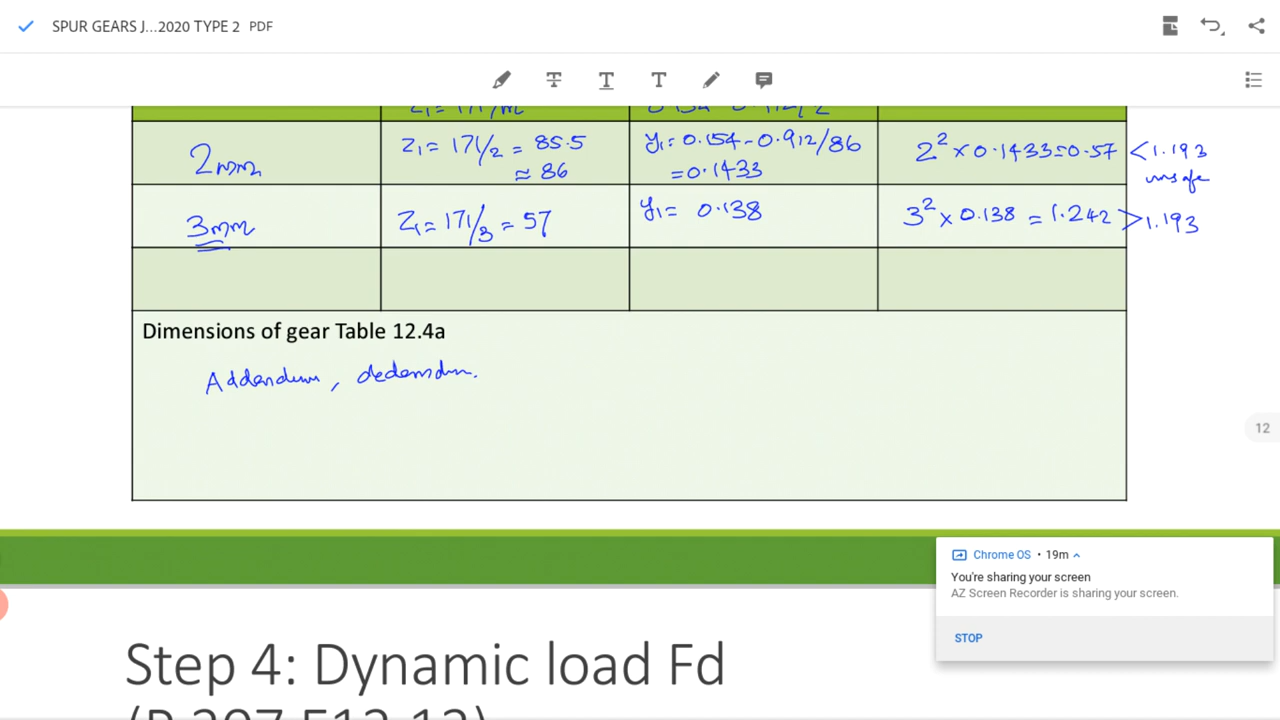 SPUR GEARS J...2020 TYPE 2 PDF
Z₁ = 171/m
2mm
Z₁ = 171/2 = 85.5
≈ 86
y₁ = 0.154 - 0.912/86
= 0.1433
2² × 0.1433 = 0.57 < 1.193
unsafe
3mm
Z₁ = 171/3 = 57
y₁ = 0.138
3² × 0.138 = 1.242 > 1.193
Dimensions of gear Table 12.4a
Addendum, dedendum.
12
Chrome OS • 19m
You're sharing your screen
AZ Screen Recorder is sharing your screen.
STOP
Step 4: Dynamic load Fd